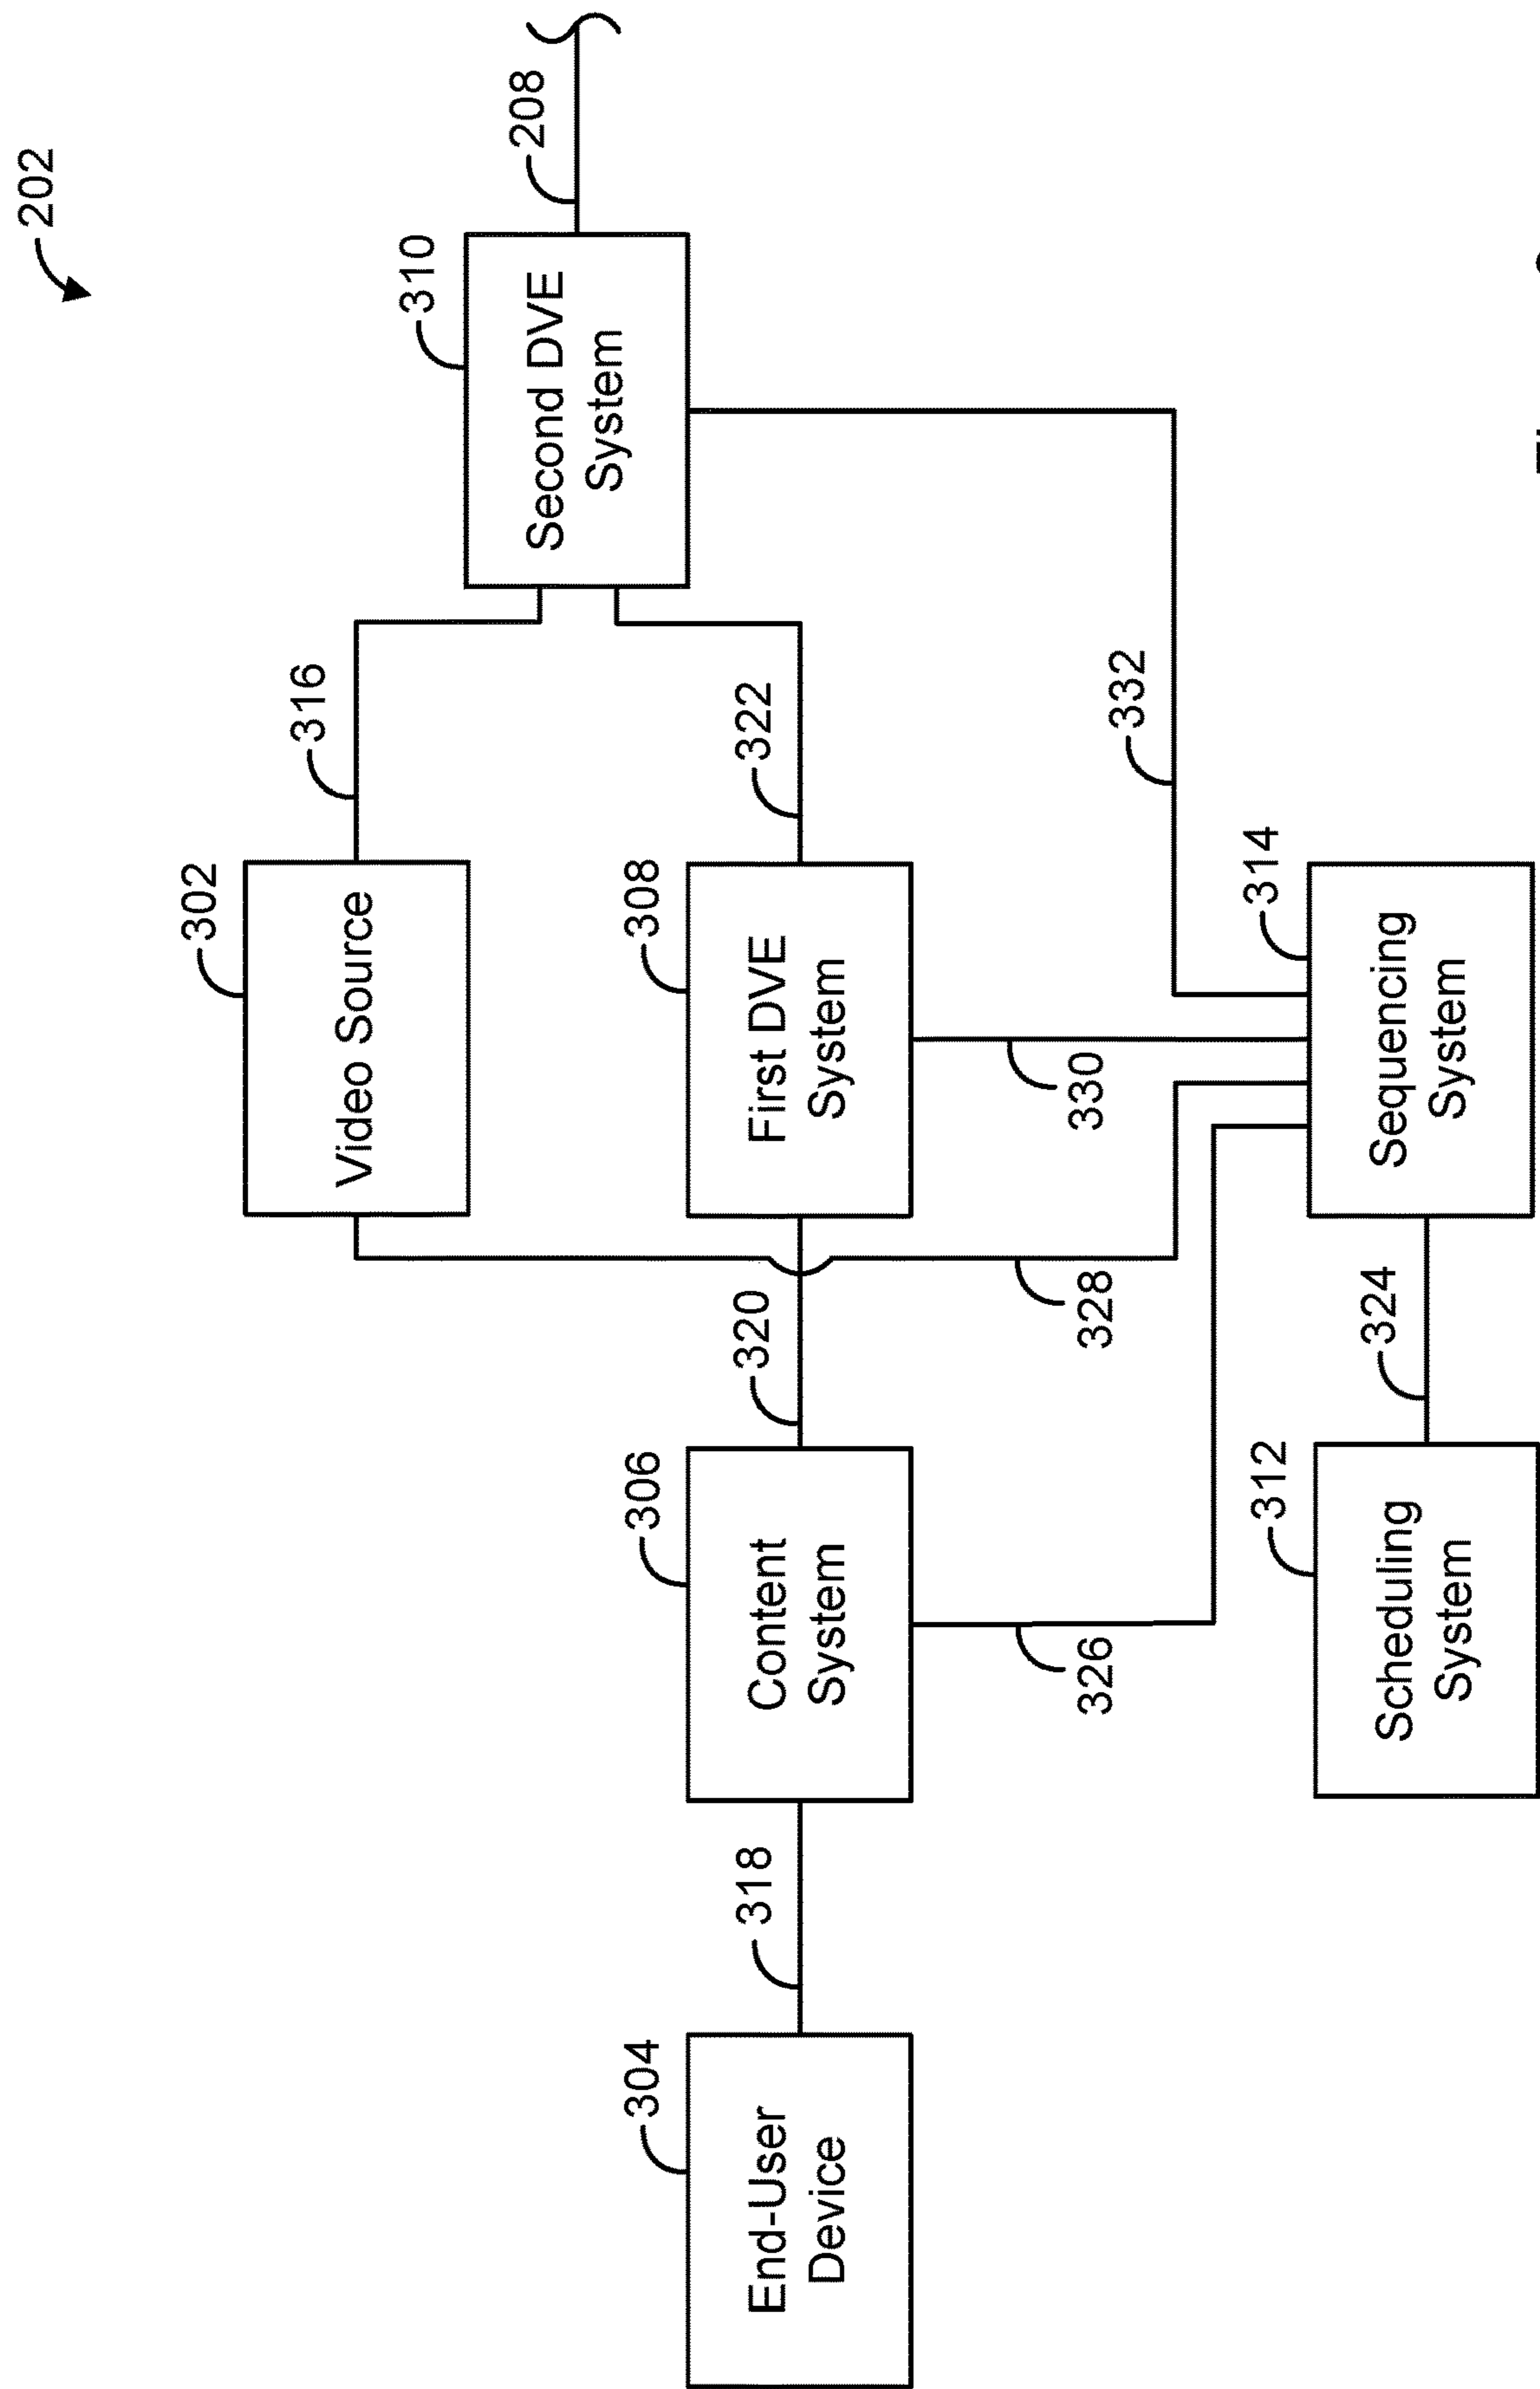 202
208
310
Second DVE
System
316
302
Video Source
322
308
First DVE
System
332
320
306
Content
System
330
328
314
Sequencing
System
318
304
End-User
Device
326
324
312
Scheduling
System